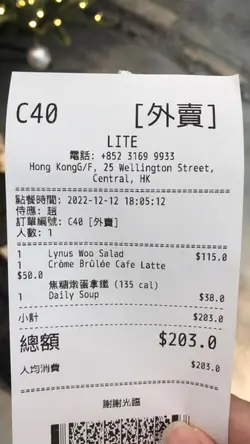 C40 [外賣]
LITE
電話: +852 3169 9933
Hong KongG/F, 25 Wellington Street,
Central, HK
點餐時間: 2022-12-12 18:05:12
侍應: 趙
訂單編號: C40 [外賣]
人數: 1
1 Lynus Woo Salad $115.0
1 Crème Brûlée Cafe Latte
$50.0
焦糖燉蛋拿鐵 (135 cal)
1 Daily Soup $38.0
小計 $203.0
總額 $203.0
人均消費 $203.0
謝謝光臨